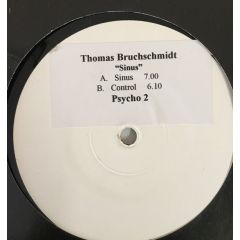 Thomas Bruchschmidt
"Sinus"
A. Sinus 7.00
B. Control 6.10
Psycho 2